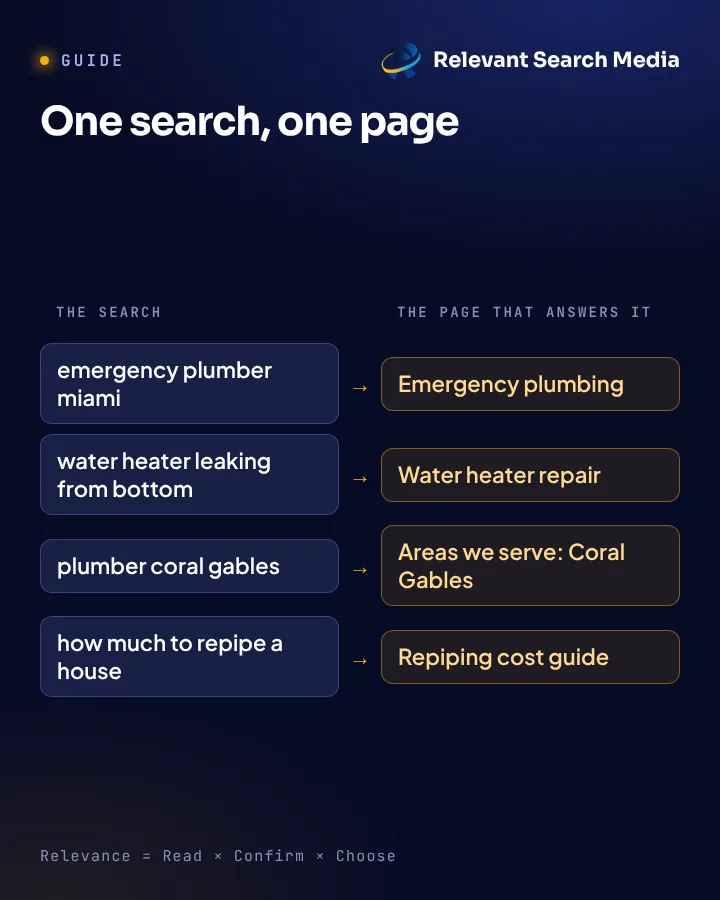 GUIDE
Relevant Search Media
One search, one page
THE SEARCH
THE PAGE THAT ANSWERS IT
emergency plumber
miami
→
Emergency plumbing
water heater leaking
from bottom
→
Water heater repair
plumber coral gables
→
Areas we serve: Coral
Gables
how much to repipe a
house
→
Repiping cost guide
Relevance = Read × Confirm × Choose